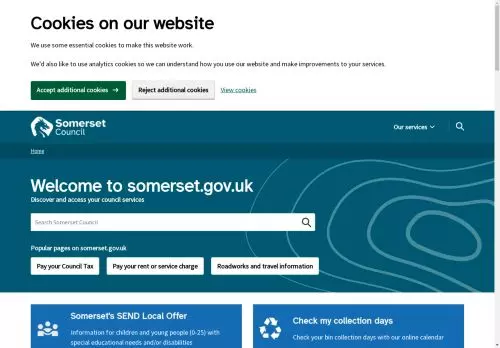 Cookies on our website
We use some essential cookies to make this website work.
We'd also like to use analytics cookies so we can understand how you use our website and make improvements to your services.
Accept additional cookies →
Reject additional cookies
View cookies
Somerset
Council
Our services
Home
Welcome to somerset.gov.uk
Discover and access your council services
Search Somerset Council
Popular pages on somerset.gov.uk
Pay your Council Tax
Pay your rent or service charge
Roadworks and travel information
Somerset's SEND Local Offer
Information for children and young people (0-25) with
special educational needs and/or disabilities
Check my collection days
Check your bin collection days with our online calendar